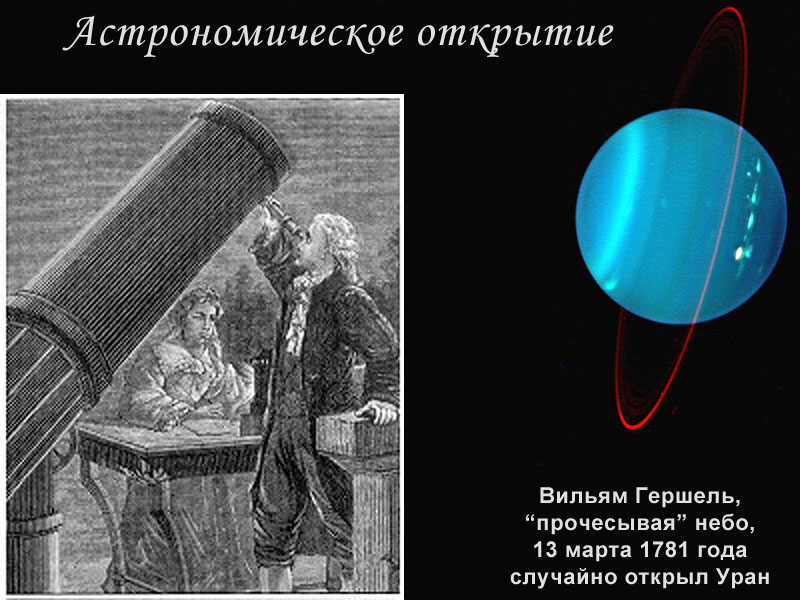 Астрономическое открытие
Вильям Гершель,
“прочесывая” небо,
13 марта 1781 года
случайно открыл Уран